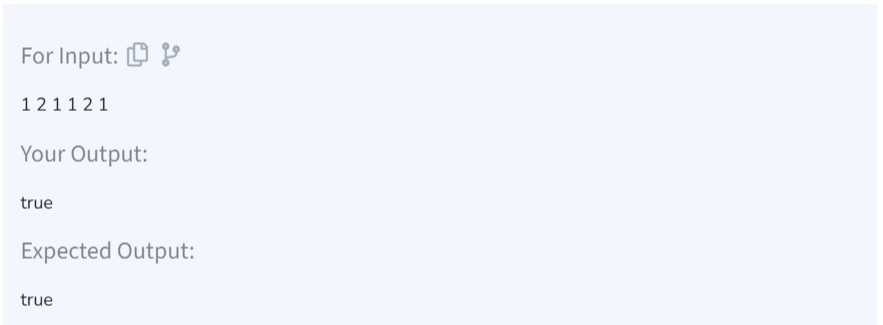 For Input:
1 2 1 1 2 1
Your Output:
true
Expected Output:
true